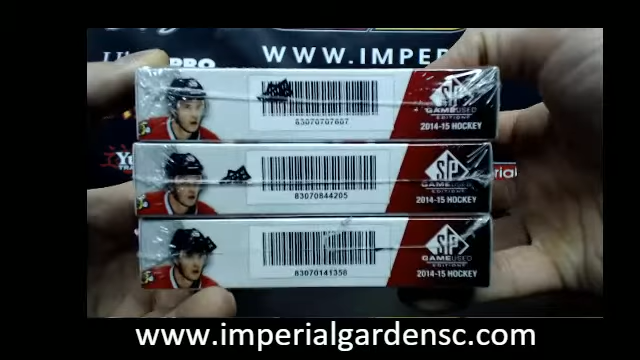 PRO
WWW.IMPER
83070707607
SP
GAME USED
EDITION
2014-15 HOCKEY
83070844205
SP
GAME USED
EDITION
2014-15 HOCKEY
83070141358
SP
GAME USED
EDITION
2014-15 HOCKEY
www.imperialgardensc.com